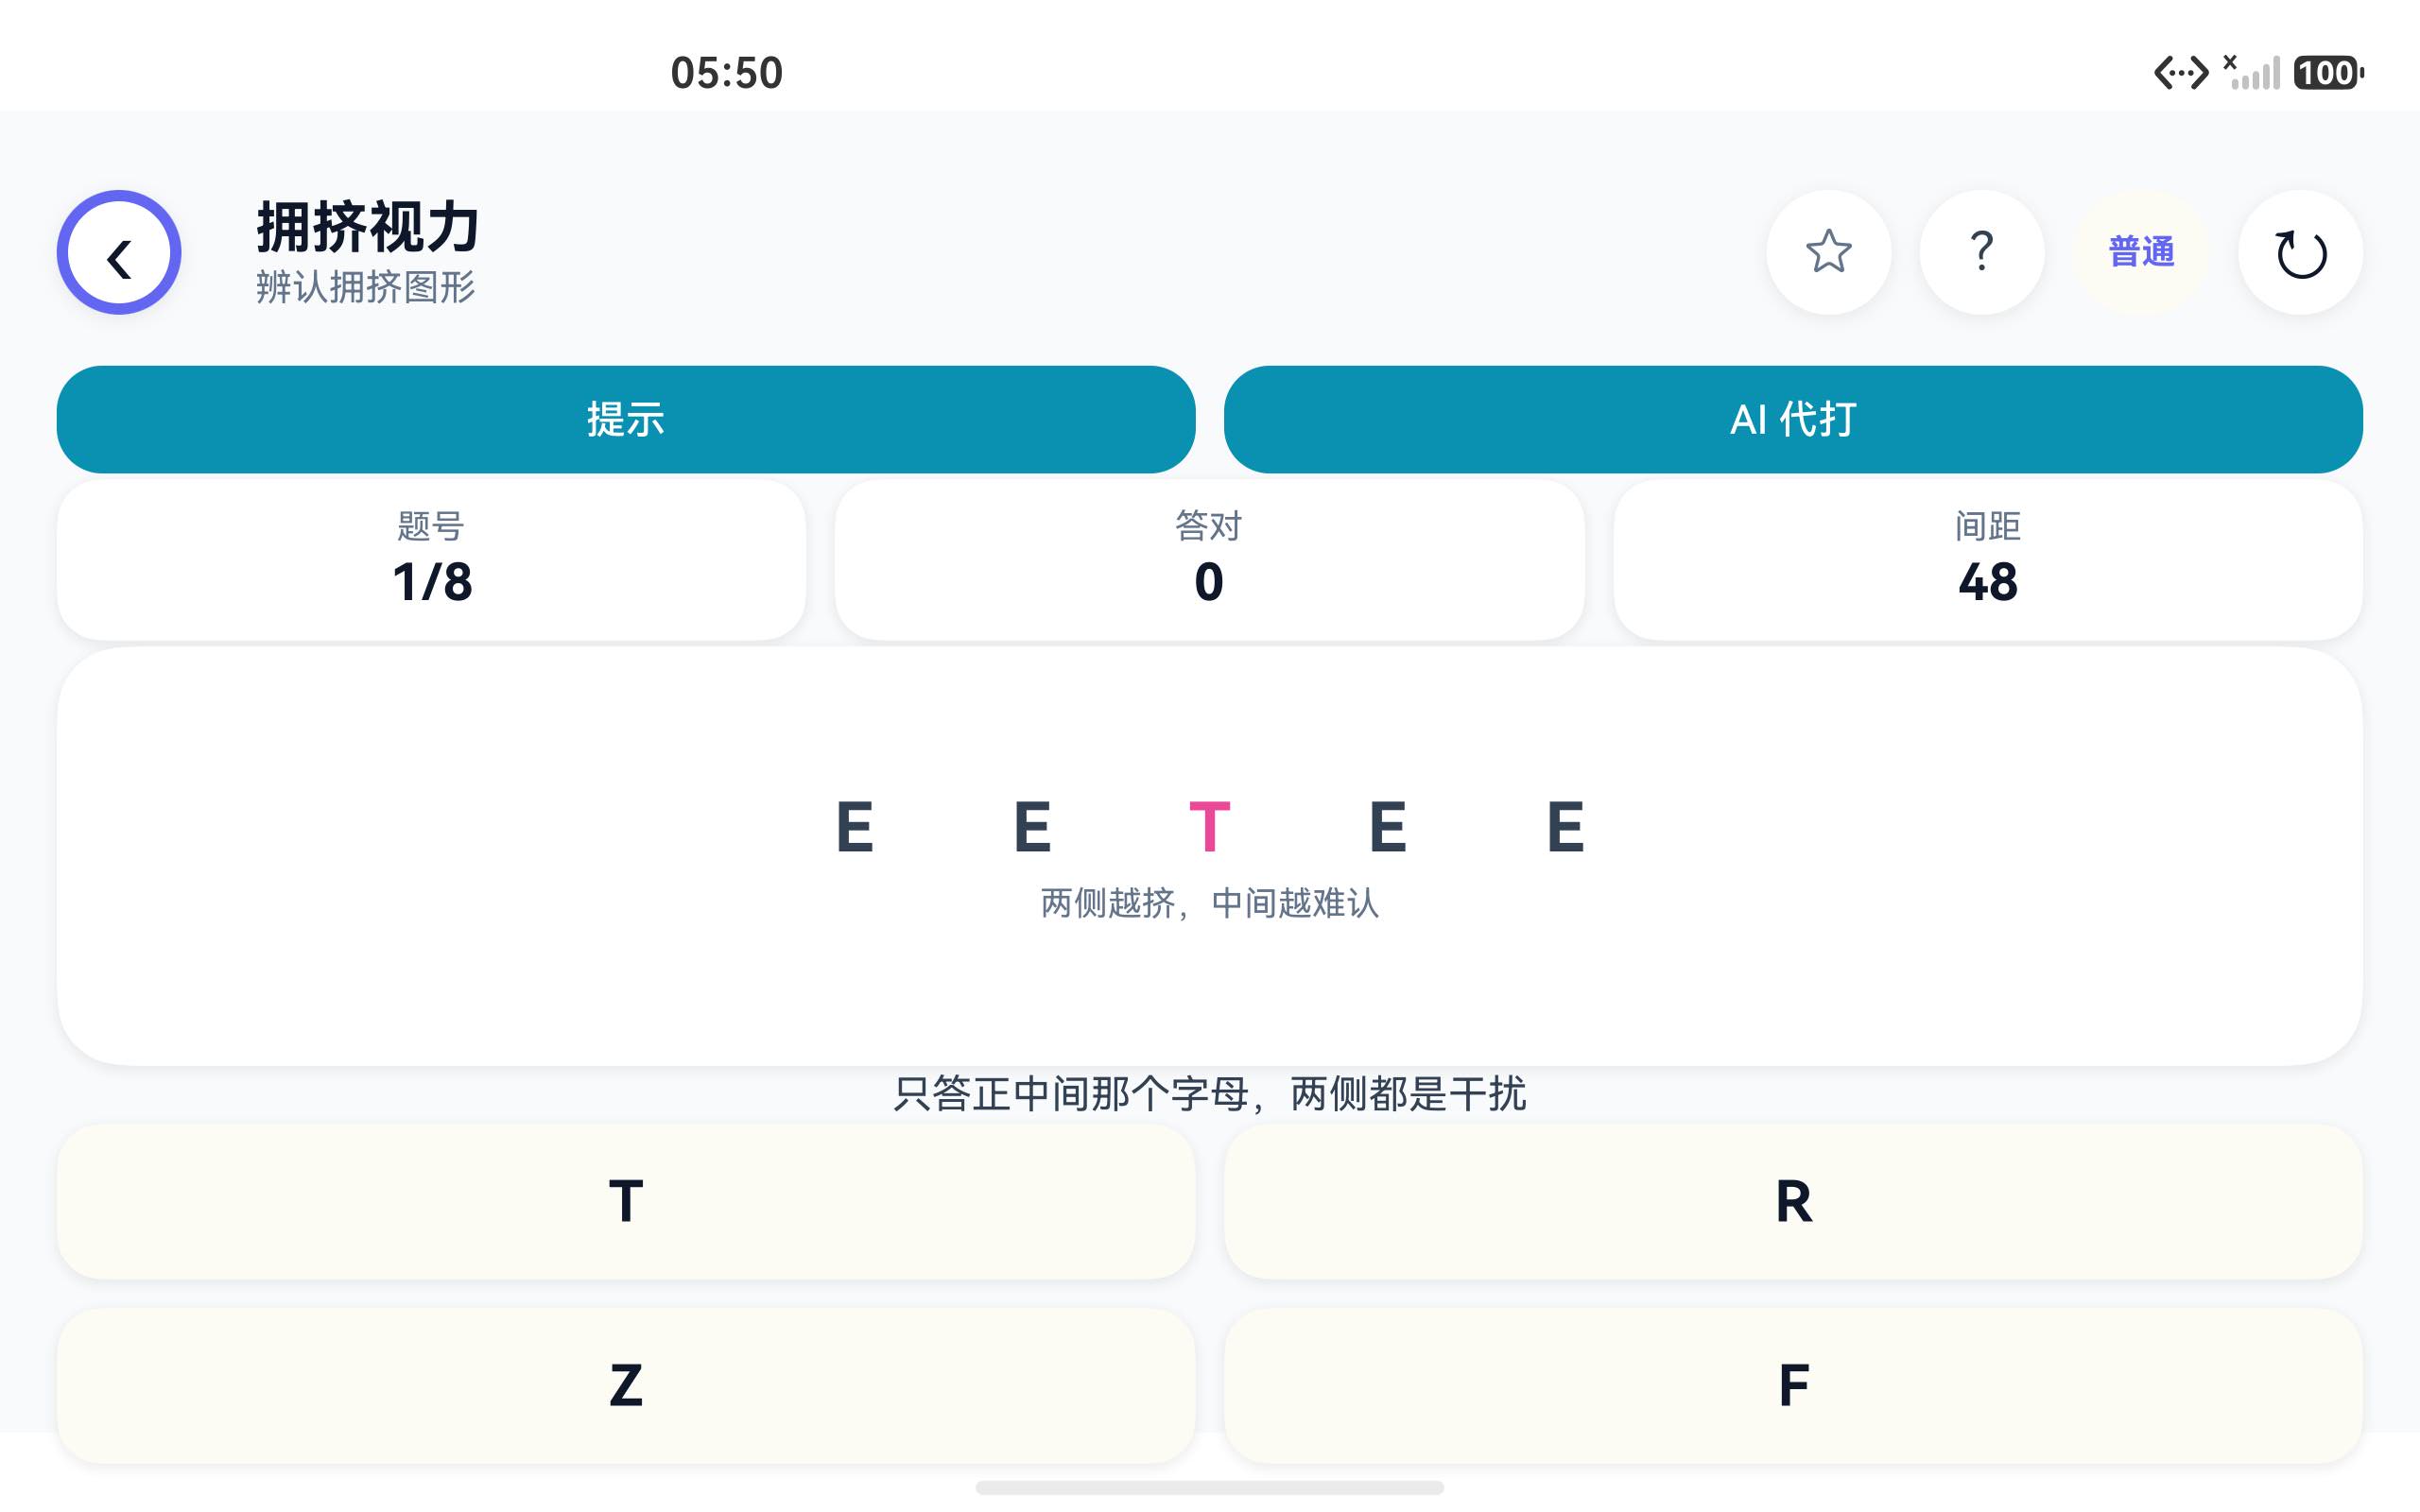 05:50
100
拥挤视力
辨认拥挤图形
?
普通
提示
AI 代打
题号
1/8
答对
0
间距
48
E E T E E
两侧越挤，中间越难认
只答正中间那个字母，两侧都是干扰
T
R
Z
F